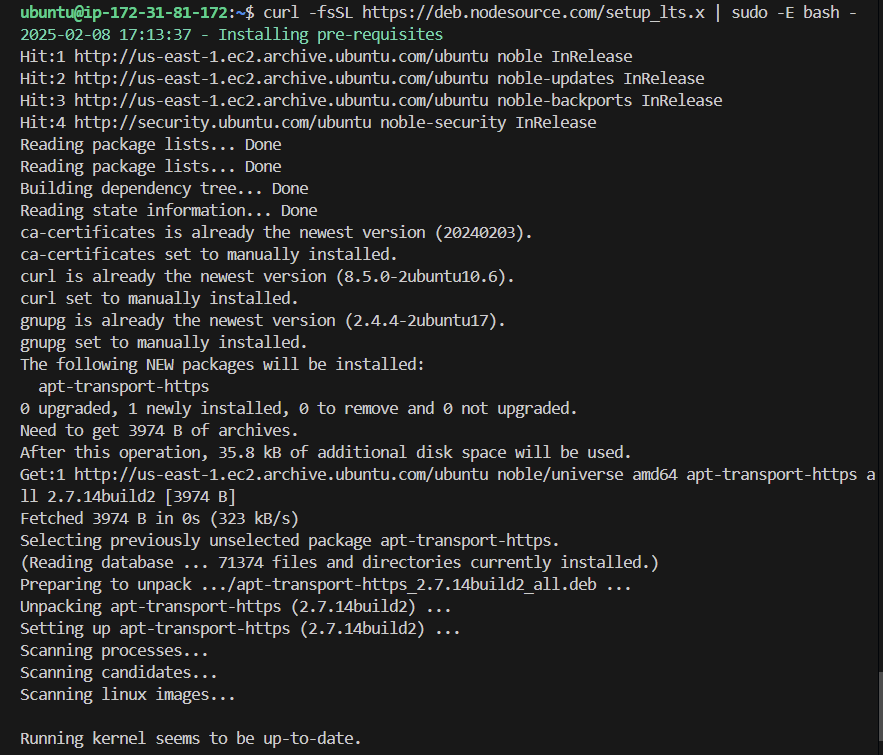 ubuntu@ip-172-31-81-172:~$ curl -fsSL https://deb.nodesource.com/setup_lts.x | sudo -E bash -
2025-02-08 17:13:37 - Installing pre-requisites
Hit:1 http://us-east-1.ec2.archive.ubuntu.com/ubuntu noble InRelease
Hit:2 http://us-east-1.ec2.archive.ubuntu.com/ubuntu noble-updates InRelease
Hit:3 http://us-east-1.ec2.archive.ubuntu.com/ubuntu noble-backports InRelease
Hit:4 http://security.ubuntu.com/ubuntu noble-security InRelease
Reading package lists... Done
Reading package lists... Done
Building dependency tree... Done
Reading state information... Done
ca-certificates is already the newest version (20240203).
ca-certificates set to manually installed.
curl is already the newest version (8.5.0-2ubuntu10.6).
curl set to manually installed.
gnupg is already the newest version (2.4.4-2ubuntu17).
gnupg set to manually installed.
The following NEW packages will be installed:
  apt-transport-https
0 upgraded, 1 newly installed, 0 to remove and 0 not upgraded.
Need to get 3974 B of archives.
After this operation, 35.8 kB of additional disk space will be used.
Get:1 http://us-east-1.ec2.archive.ubuntu.com/ubuntu noble/universe amd64 apt-transport-https a
ll 2.7.14build2 [3974 B]
Fetched 3974 B in 0s (323 kB/s)
Selecting previously unselected package apt-transport-https.
(Reading database ... 71374 files and directories currently installed.)
Preparing to unpack .../apt-transport-https_2.7.14build2_all.deb ...
Unpacking apt-transport-https (2.7.14build2) ...
Setting up apt-transport-https (2.7.14build2) ...
Scanning processes...
Scanning candidates...
Scanning linux images...

Running kernel seems to be up-to-date.